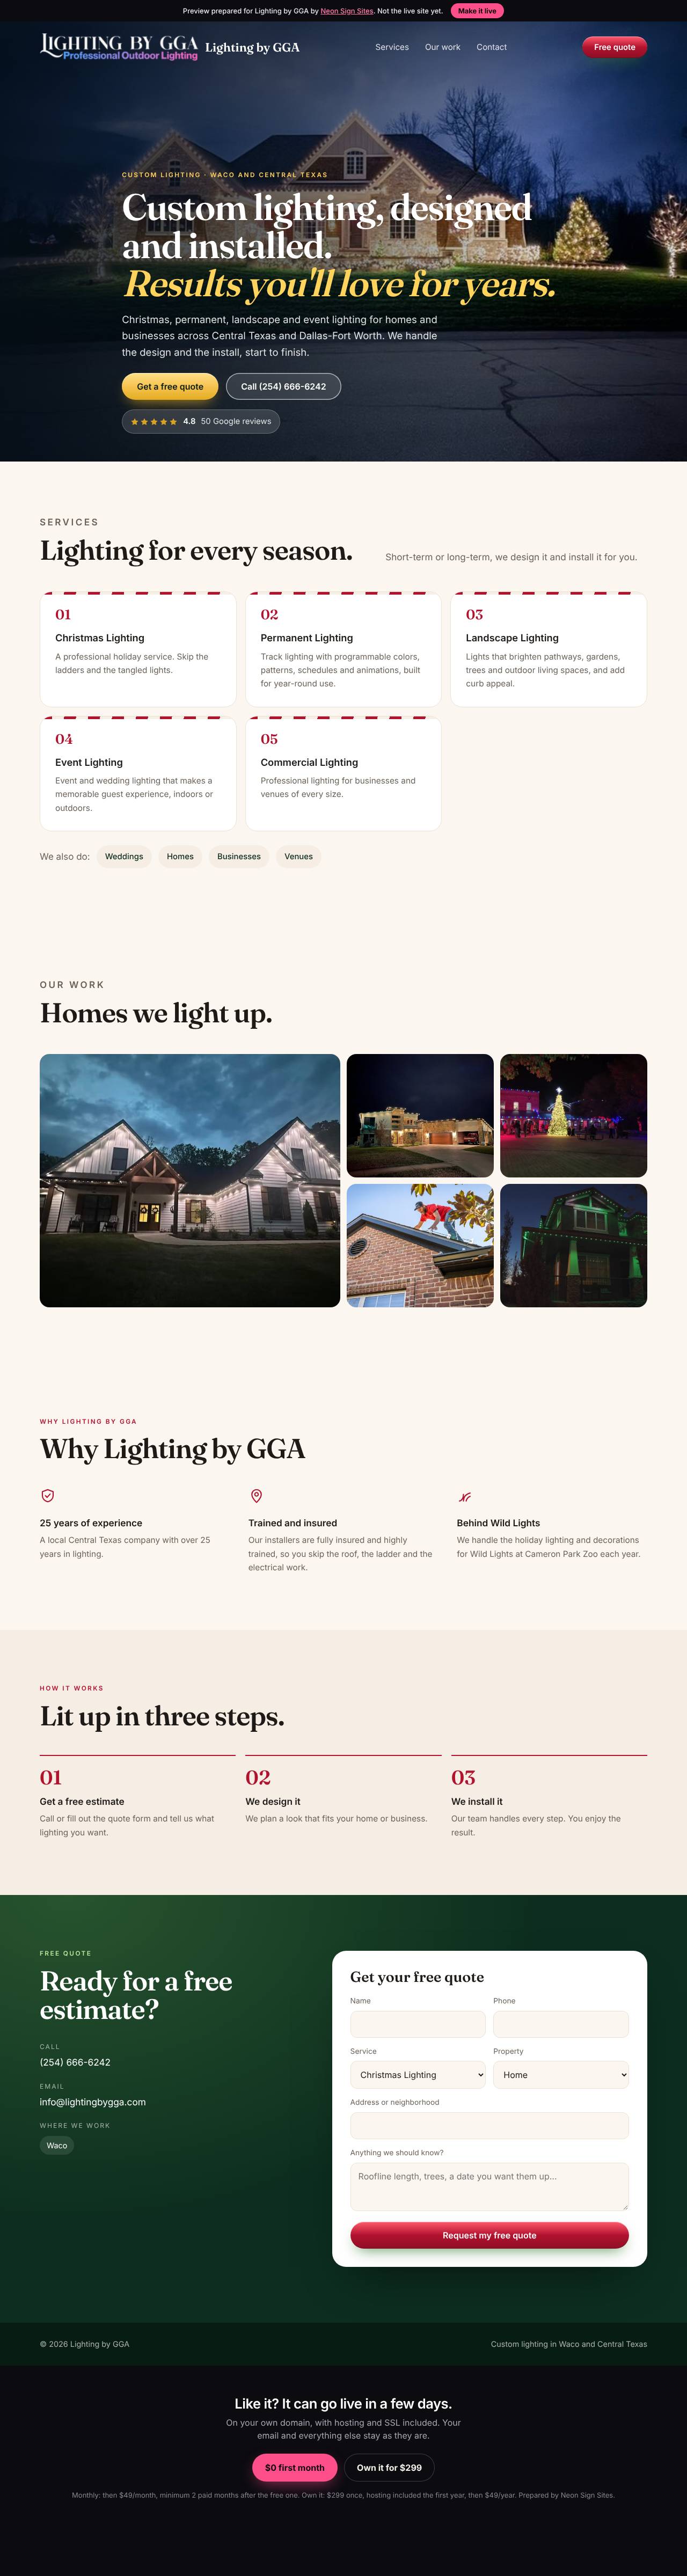 Preview prepared for Lighting by GGA by Neon Sign Sites. Not the live site yet. Make it live
LIGHTING BY GGA
Professional Outdoor Lighting
Lighting by GGA
Services Our work Contact
Free quote
CUSTOM LIGHTING · WACO AND CENTRAL TEXAS
Custom lighting, designed
and installed.
Results you'll love for years.
Christmas, permanent, landscape and event lighting for homes and
businesses across Central Texas and Dallas-Fort Worth. We handle
the design and the install, start to finish.
Get a free quote Call (254) 666-6242
★★★★★ 4.8 50 Google reviews
SERVICES
Lighting for every season.
Short-term or long-term, we design it and install it for you.
01
Christmas Lighting
A professional holiday service. Skip the
ladders and the tangled lights.
02
Permanent Lighting
Track lighting with programmable colors,
patterns, schedules and animations, built
for year-round use.
03
Landscape Lighting
Lights that brighten pathways, gardens,
trees and outdoor living spaces, and add
curb appeal.
04
Event Lighting
Event and wedding lighting that makes a
memorable guest experience, indoors or
outdoors.
05
Commercial Lighting
Professional lighting for businesses and
venues of every size.
We also do: Weddings Homes Businesses Venues
OUR WORK
Homes we light up.
WHY LIGHTING BY GGA
Why Lighting by GGA
25 years of experience
A local Central Texas company with over 25
years in lighting.
Trained and insured
Our installers are fully insured and highly
trained, so you skip the roof, the ladder and the
electrical work.
Behind Wild Lights
We handle the holiday lighting and decorations
for Wild Lights at Cameron Park Zoo each year.
HOW IT WORKS
Lit up in three steps.
01
Get a free estimate
Call or fill out the quote form and tell us what
lighting you want.
02
We design it
We plan a look that fits your home or business.
03
We install it
Our team handles every step. You enjoy the
result.
FREE QUOTE
Ready for a free
estimate?
CALL
(254) 666-6242
EMAIL
info@lightingbygga.com
WHERE WE WORK
Waco
Get your free quote
Name Phone
Service Property
Christmas Lighting Home
Address or neighborhood
Anything we should know?
Roofline length, trees, a date you want them up...
Request my free quote
© 2026 Lighting by GGA
Custom lighting in Waco and Central Texas
Like it? It can go live in a few days.
On your own domain, with hosting and SSL included. Your
email and everything else stay as they are.
$0 first month Own it for $299
Monthly: then $49/month, minimum 2 paid months after the free one. Own it: $299 once, hosting included the first year, then $49/year. Prepared by Neon Sign Sites.